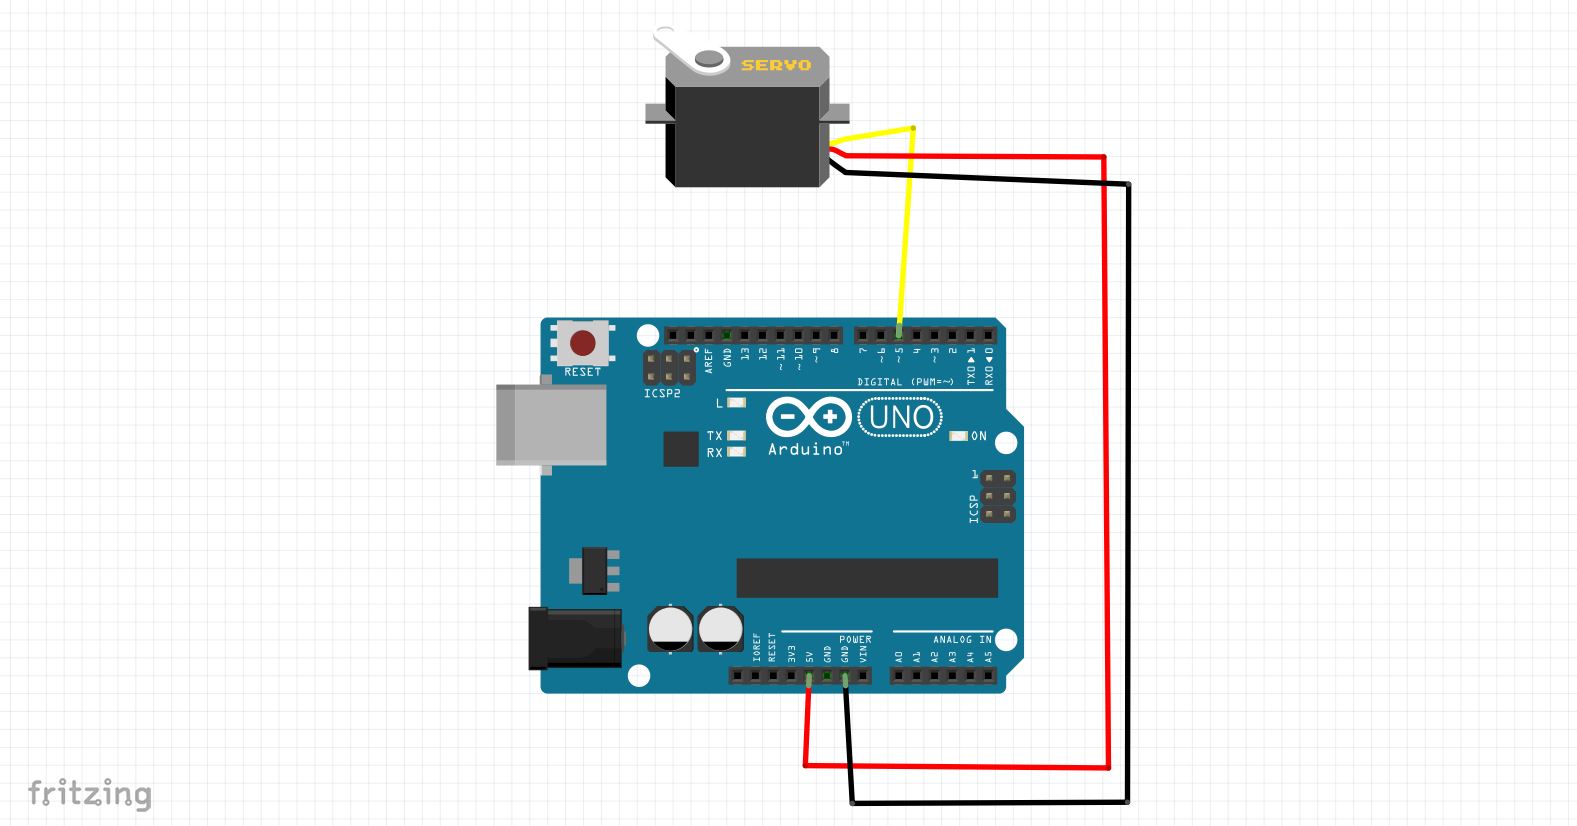 SERVO
RESET
ICSP2
AREF
GND
13
12
~11
~10
~9
8
7
~6
~5
4
~3
2
TX0▶1
RX0◀0
DIGITAL (PWM=~)
L
TX
RX
Arduino™
UNO
ON
1
ICSP
IOREF
RESET
3V3
5V
GND
GND
VIN
POWER
ANALOG IN
A0
A1
A2
A3
A4
A5
fritzing